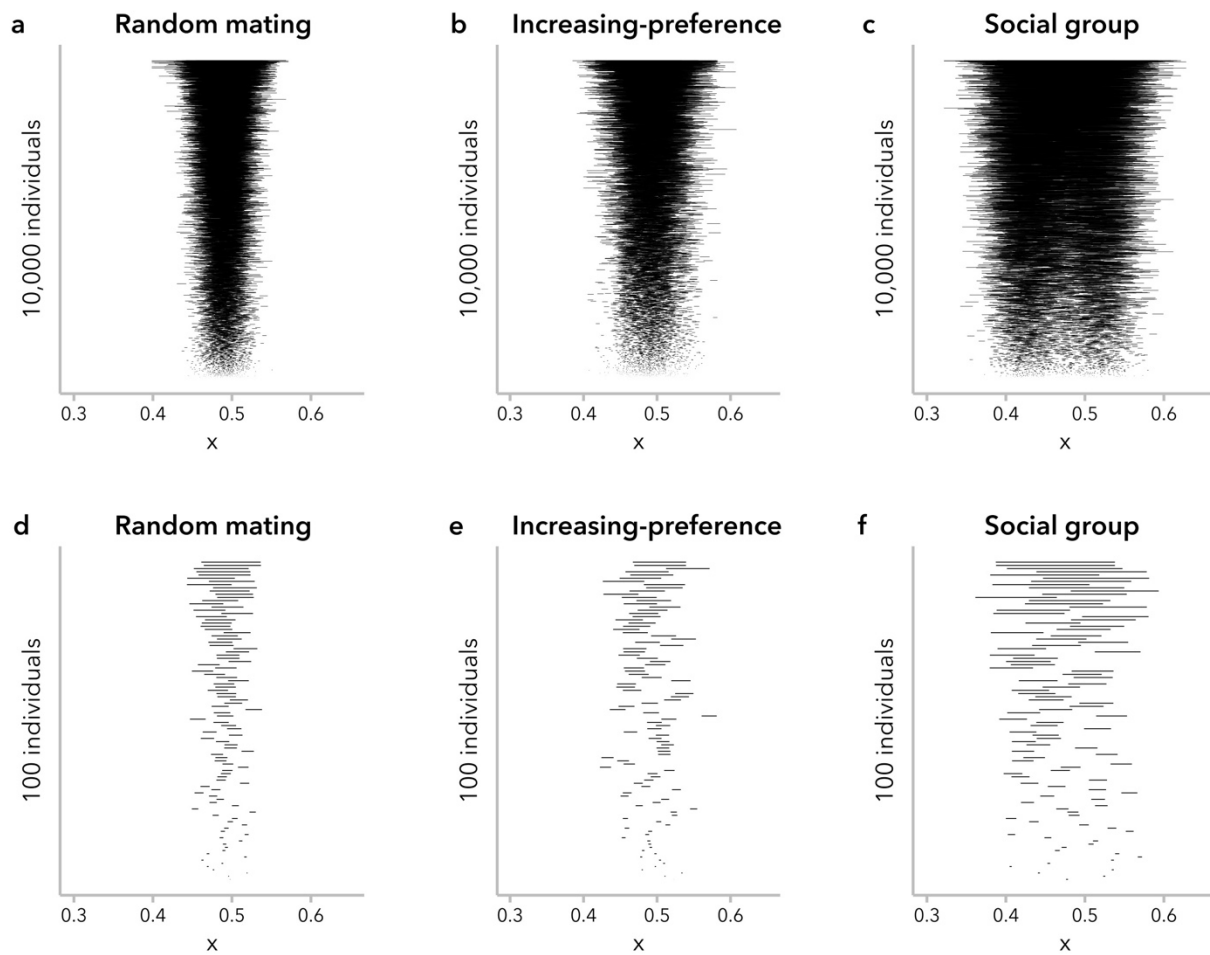 a Random mating
b Increasing-preference
c Social group
10,000 individuals
10,000 individuals
10,000 individuals
0.3 0.4 0.5 0.6
0.3 0.4 0.5 0.6
0.3 0.4 0.5 0.6
x
x
x
d Random mating
e Increasing-preference
f Social group
100 individuals
100 individuals
100 individuals
0.3 0.4 0.5 0.6
0.3 0.4 0.5 0.6
0.3 0.4 0.5 0.6
x
x
x